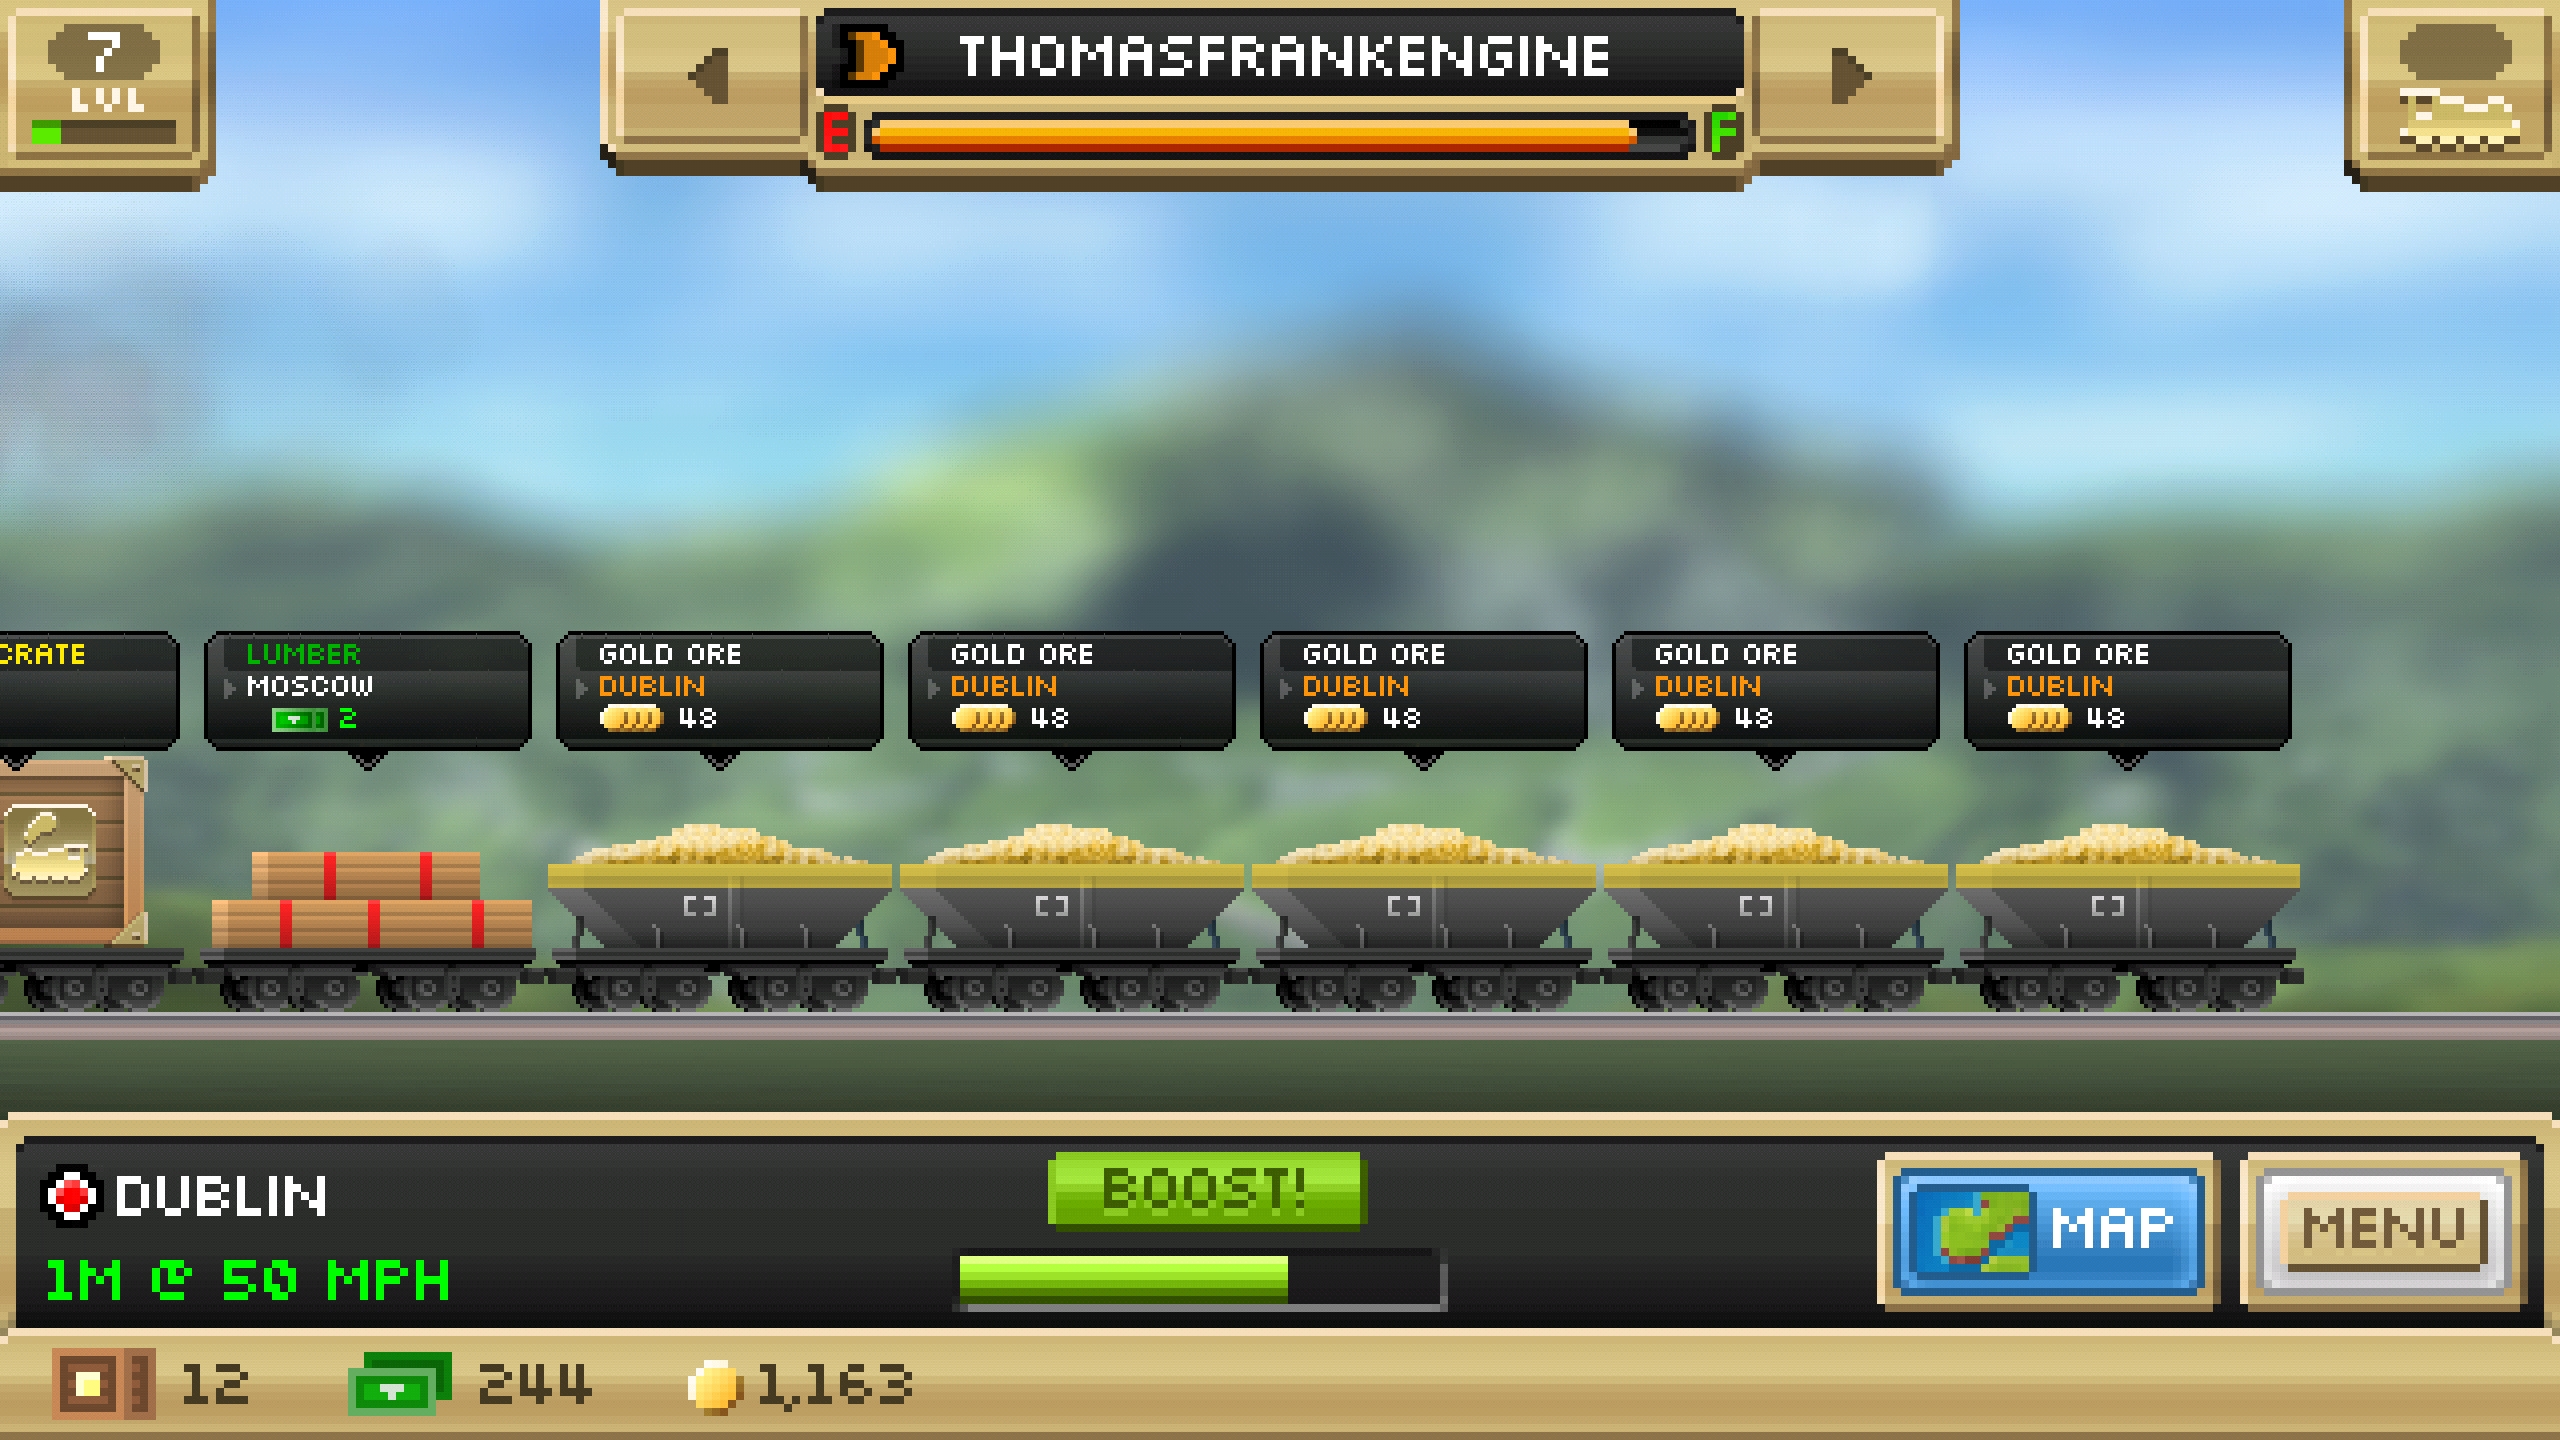 7
LVL
THOMASFRANKENGINE
E
F
CRATE
LUMBER
MOSCOW
2
GOLD ORE
DUBLIN
48
GOLD ORE
DUBLIN
48
GOLD ORE
DUBLIN
48
GOLD ORE
DUBLIN
48
GOLD ORE
DUBLIN
48
DUBLIN
1M @ 50 MPH
BOOST!
MAP
MENU
12
244
1,163